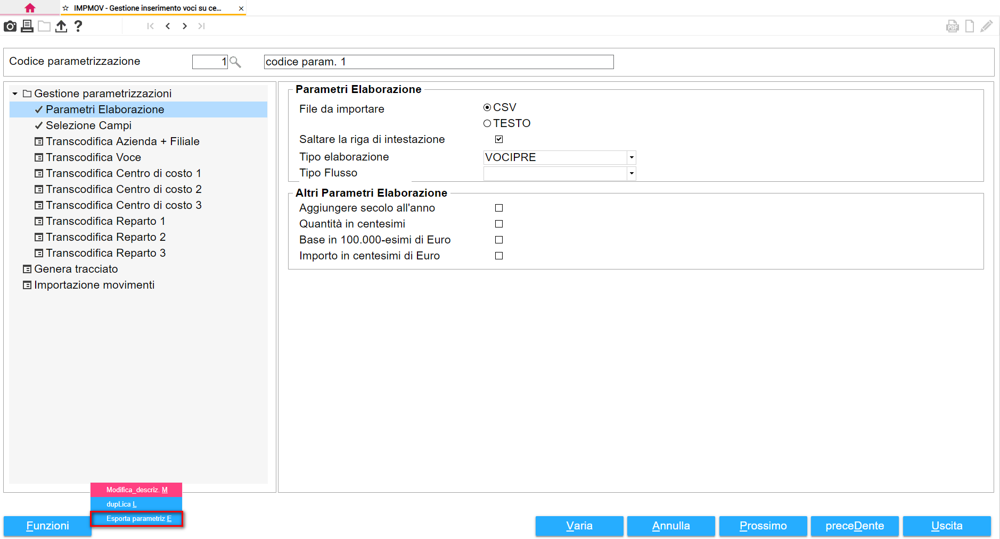 IMPMOV - Gestione inserimento voci su ce...
PDF
Codice parametrizzazione 1 codice param. 1
Gestione parametrizzazioni
Parametri Elaborazione
Selezione Campi
Transcodifica Azienda + Filiale
Transcodifica Voce
Transcodifica Centro di costo 1
Transcodifica Centro di costo 2
Transcodifica Centro di costo 3
Transcodifica Reparto 1
Transcodifica Reparto 2
Transcodifica Reparto 3
Genera tracciato
Importazione movimenti
Parametri Elaborazione
File da importare CSV
TESTO
Saltare la riga di intestazione
Tipo elaborazione VOCIPRE
Tipo Flusso
Altri Parametri Elaborazione
Aggiungere secolo all'anno
Quantità in centesimi
Base in 100.000-esimi di Euro
Importo in centesimi di Euro
Modifica_descriz. M
dupLica L
Esporta parametriz E
Funzioni Varia Annulla Prossimo preceDente Uscita